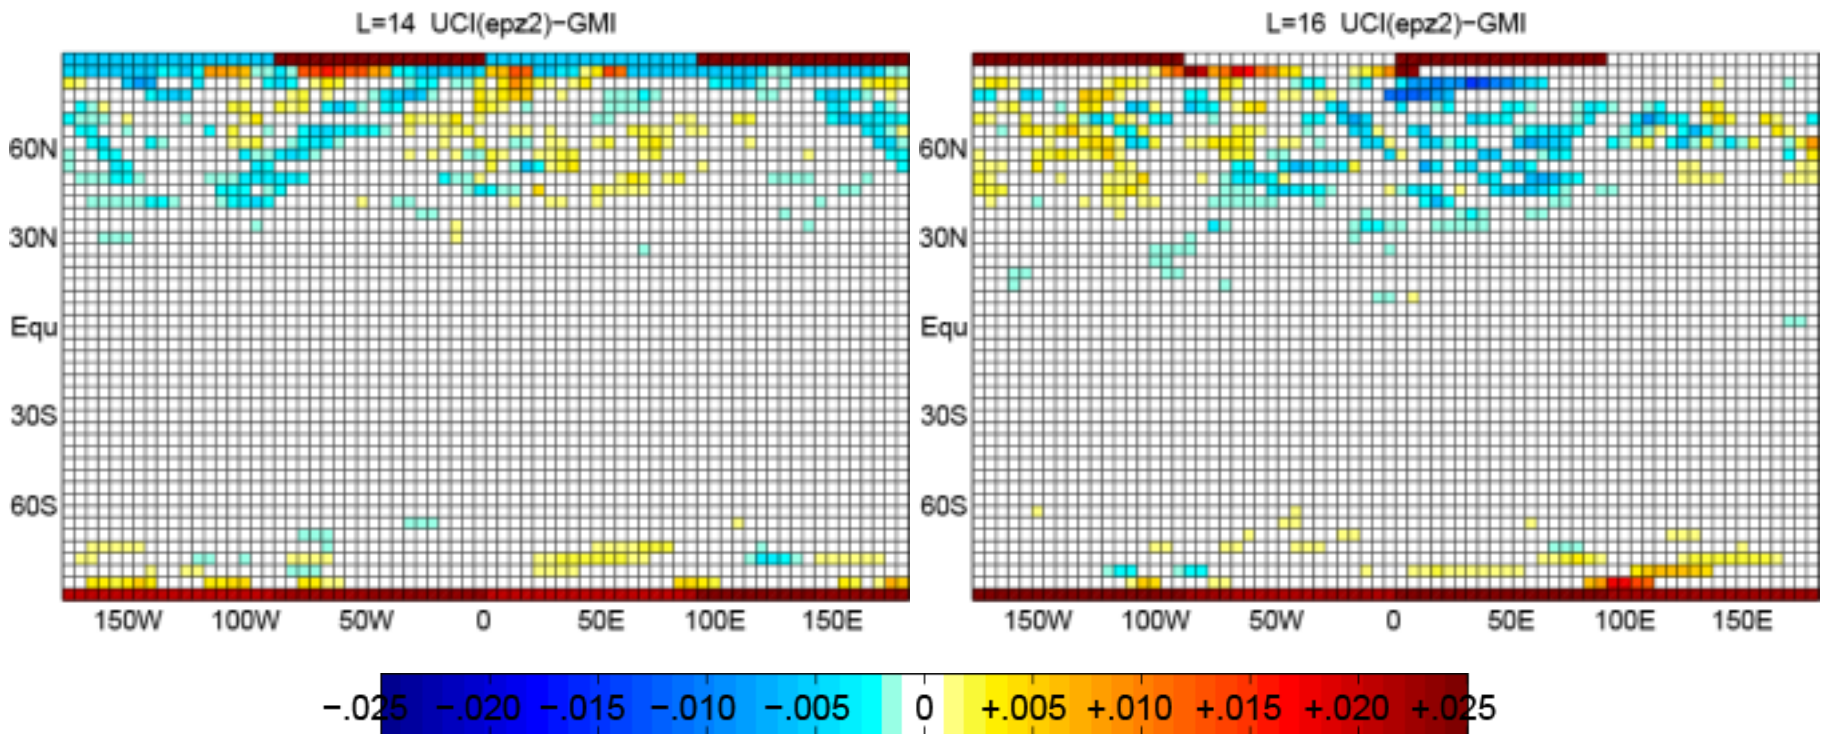 L=14 UCI(epz2)−GMI
L=16 UCI(epz2)−GMI
60N
30N
Equ
30S
60S
150W 100W 50W 0 50E 100E 150E
60N
30N
Equ
30S
60S
150W 100W 50W 0 50E 100E 150E
−.025 −.020 −.015 −.010 −.005 0 +.005 +.010 +.015 +.020 +.025